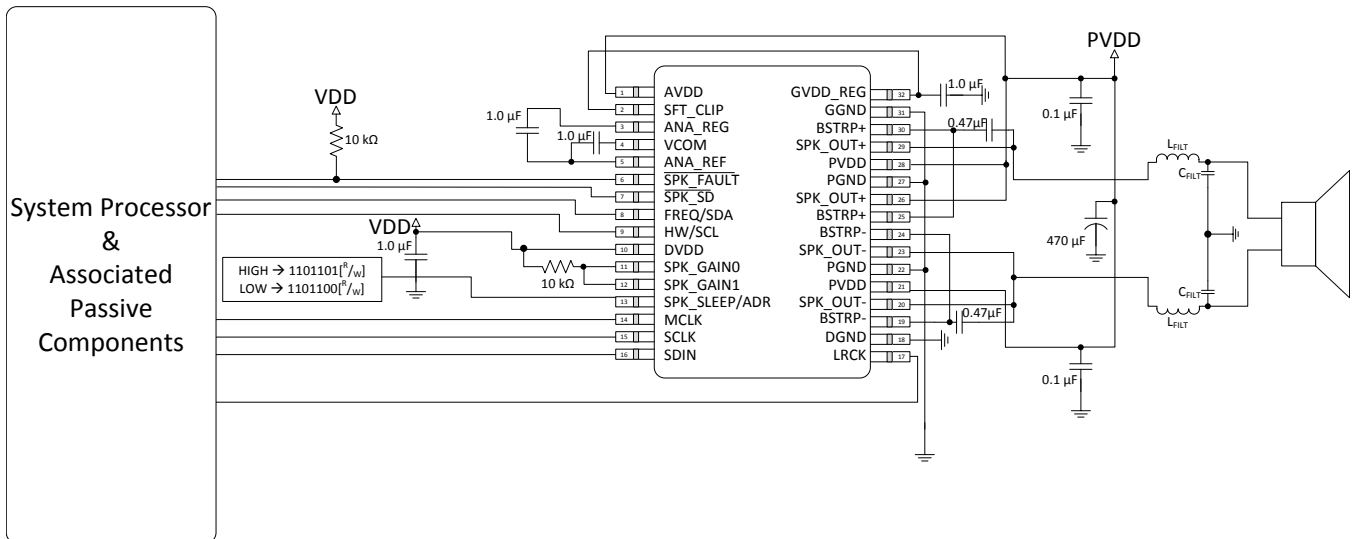 System Processor
&
Associated
Passive
Components
VDD
10 kΩ
VDD
1.0 µF
HIGH → 1101101[R/W]
LOW → 1101100[R/W]
10 kΩ
1.0 µF
1.0 µF
1 AVDD
2 SFT_CLIP
3 ANA_REG
4 VCOM
5 ANA_REF
6 SPK_FAULT
7 SPK_SD
8 FREQ/SDA
9 HW/SCL
10 DVDD
11 SPK_GAIN0
12 SPK_GAIN1
13 SPK_SLEEP/ADR
14 MCLK
15 SCLK
16 SDIN
GVDD_REG 32
GGND 31
BSTRP+ 30
SPK_OUT+ 29
PVDD 28
PGND 27
SPK_OUT+ 26
BSTRP+ 25
BSTRP- 24
SPK_OUT- 23
PGND 22
PVDD 21
SPK_OUT- 20
BSTRP- 19
DGND 18
LRCK 17
1.0 µF
0.47µF
0.47µF
PVDD
0.1 µF
470 µF
0.1 µF
LFILT
CFILT
CFILT
LFILT